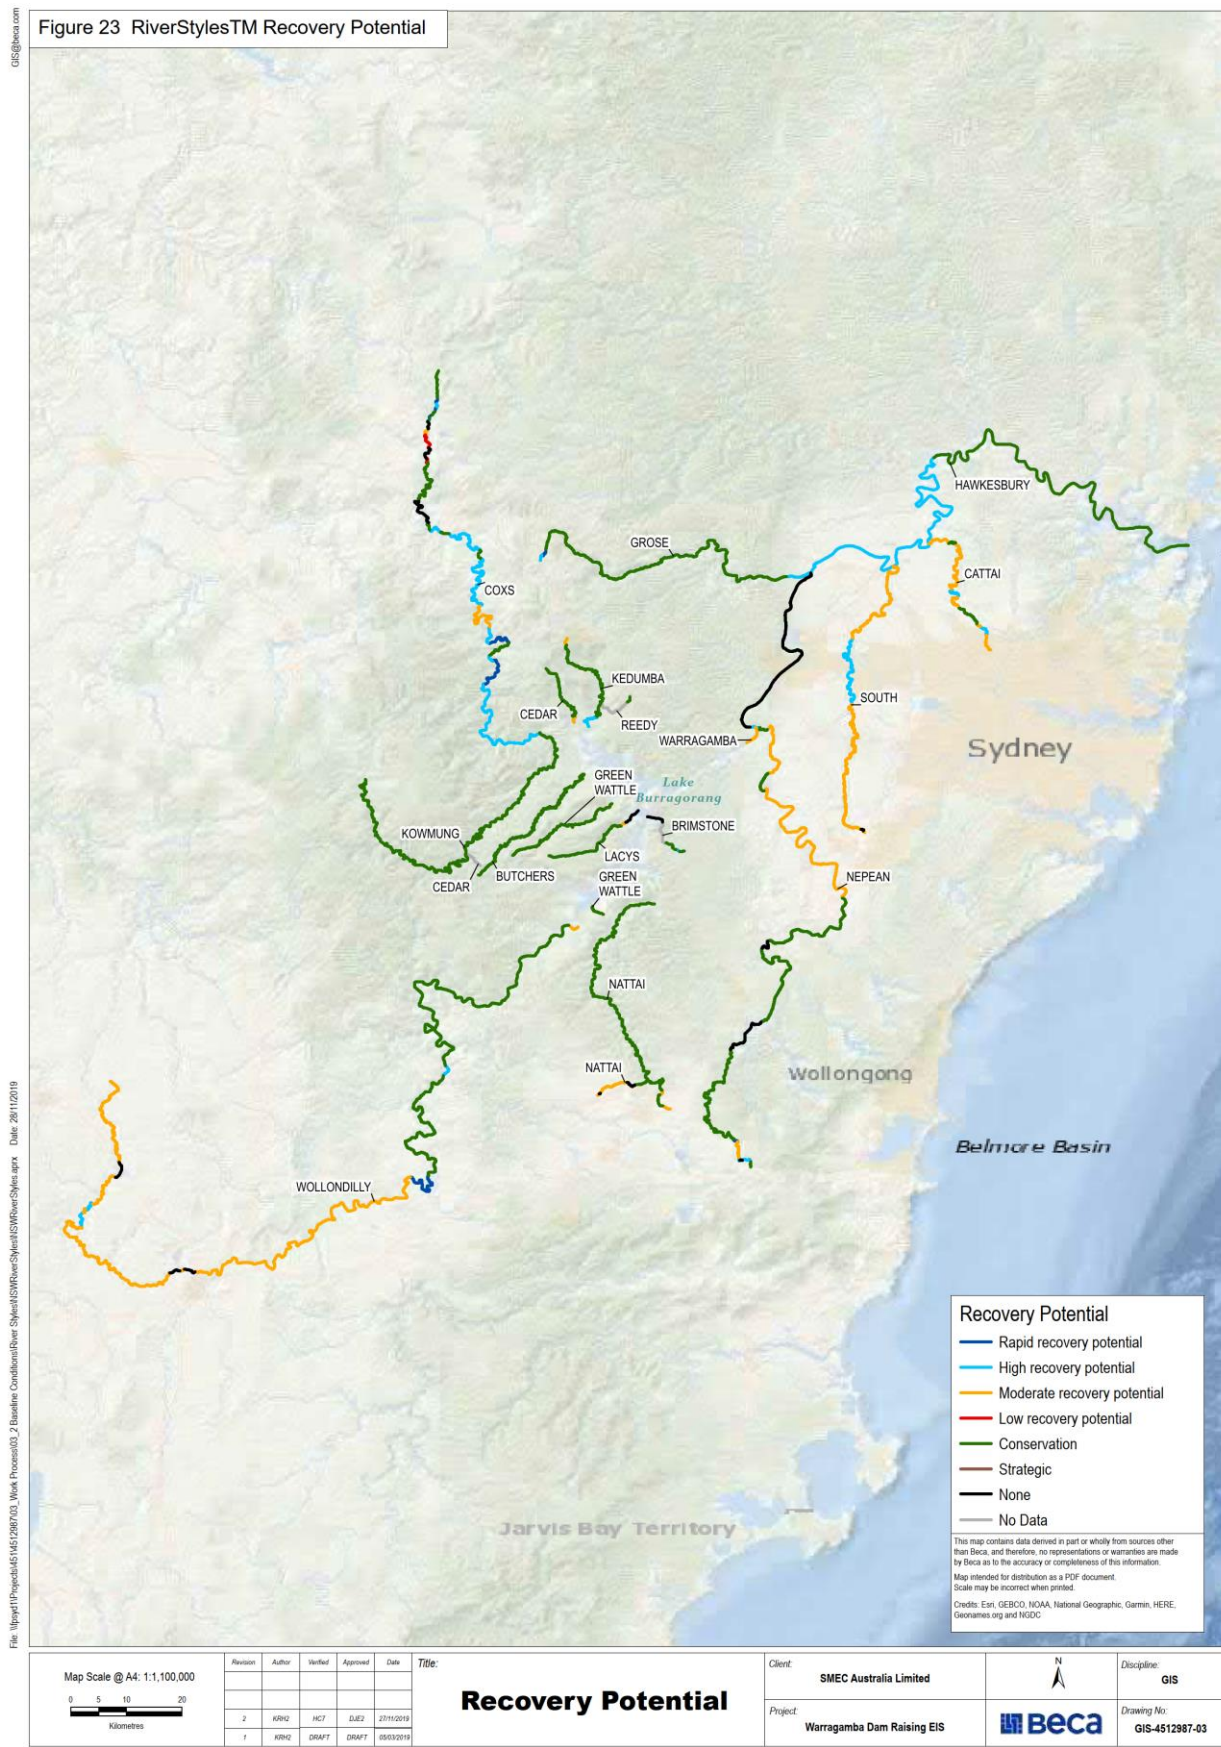 GIS@beca.com
Figure 23 RiverStylesTM Recovery Potential
HAWKESBURY
GROSE
CATTAI
COXS
KEDUMBA
CEDAR
REEDY
SOUTH
WARRAGAMBA
Sydney
GREEN
WATTLE
Lake
Burragorang
KOWMUNG
BRIMSTONE
LACYS
CEDAR
BUTCHERS
GREEN
WATTLE
NEPEAN
NATTAI
NATTAI
Wollongong
Belmore Basin
WOLLONDILLY
Jarvis Bay Territory
Recovery Potential
Rapid recovery potential
High recovery potential
Moderate recovery potential
Low recovery potential
Conservation
Strategic
None
No Data
This map contains data derived in part or wholly from sources other
than Beca, and therefore, no representations or warranties are made
by Beca as to the accuracy or completeness of this information.
Map intended for distribution as a PDF document.
Scale may be incorrect when printed.
Credits: Esri, GEBCO, NOAA, National Geographic, Garmin, HERE,
Geonames.org and NGDC
Date: 28/11/2019
Map Scale @ A4: 1:1,100,000
0 5 10 20
Kilometres
Revision Author Verified Approved Date
2 KRH2 HC7 DJE2 27/11/2019
1 KRH2 DRAFT DRAFT 05/03/2019
Title:
Recovery Potential
Client:
SMEC Australia Limited
Project:
Warragamba Dam Raising EIS
N
Beca
Discipline:
GIS
Drawing No:
GIS-4512987-03